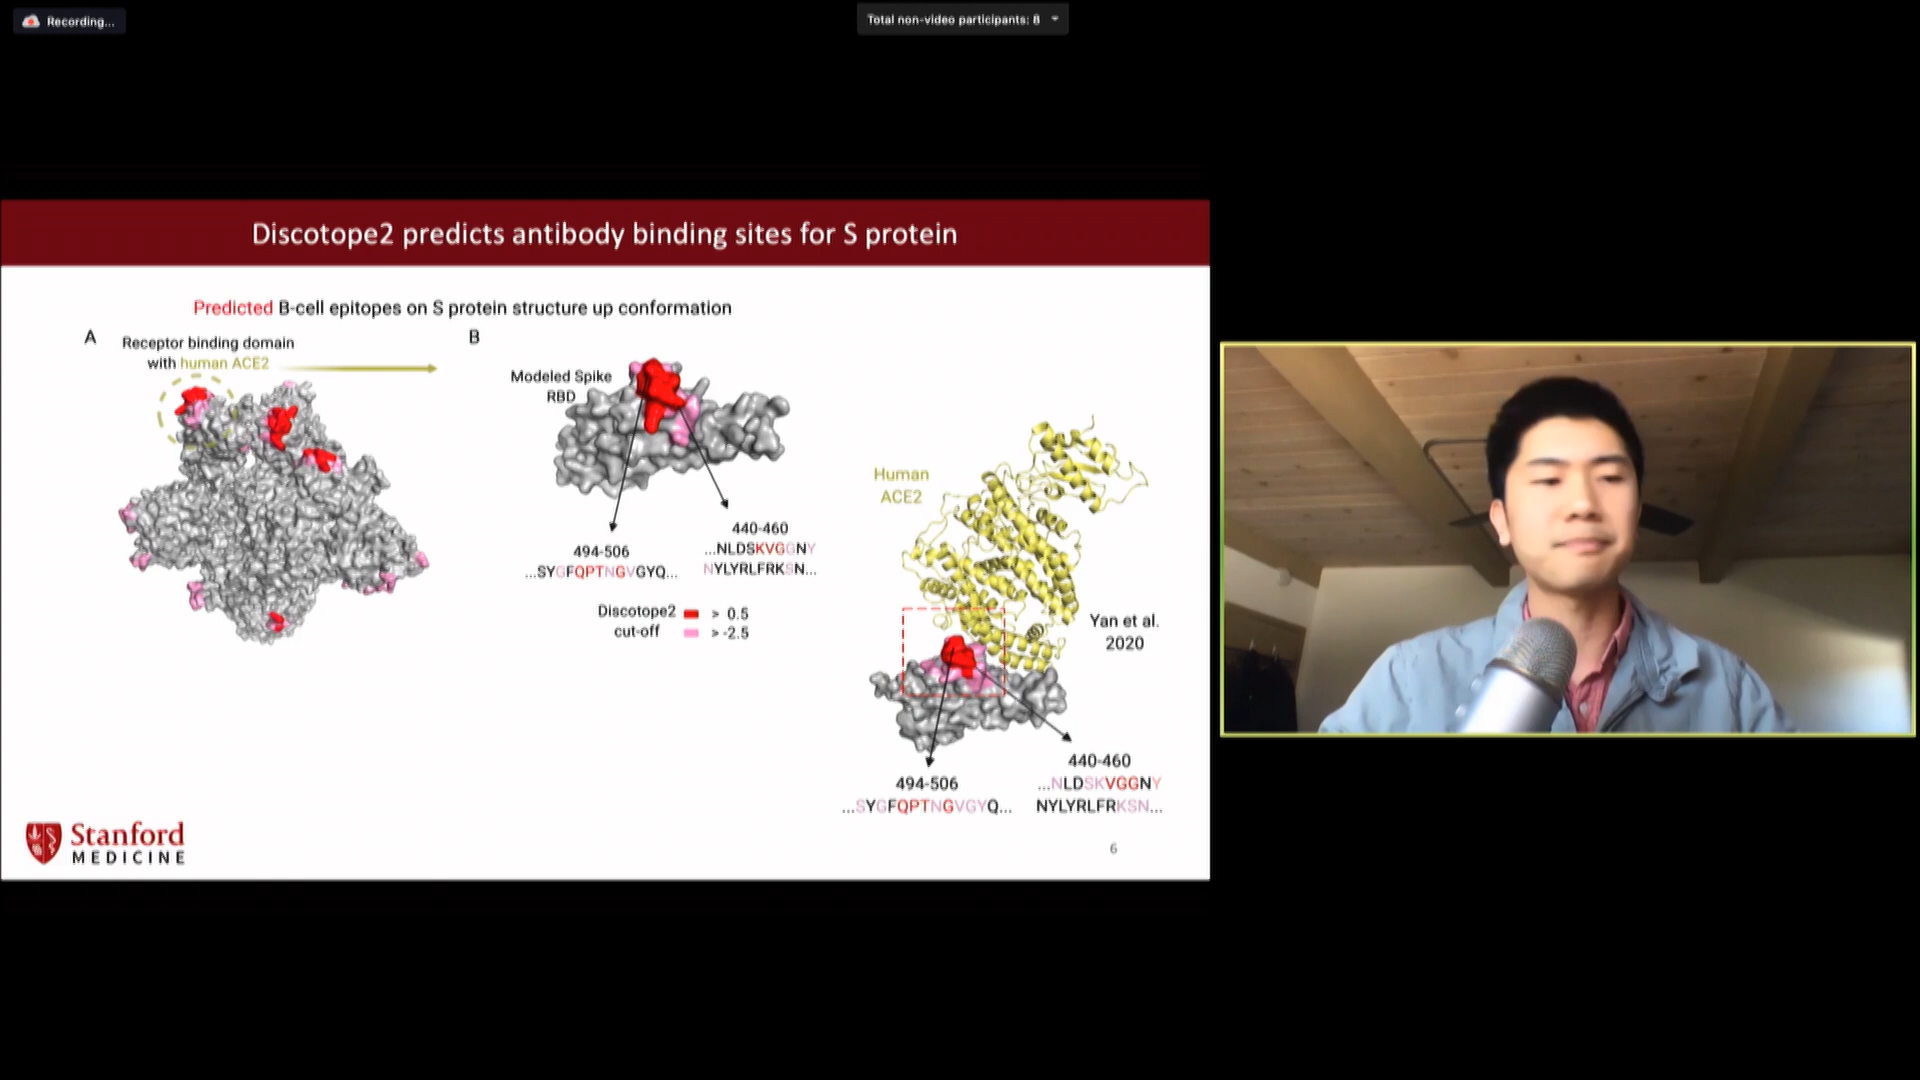 Recording...
Total non-video participants: 8
Discotope2 predicts antibody binding sites for S protein
Predicted B-cell epitopes on S protein structure up conformation
A
Receptor binding domain
with human ACE2
B
Modeled Spike
RBD
494-506
...SYGFQPTNGVGYQ...
440-460
...NLDSKVGGNY
NYLYRLFRKSN...
Discotope2
cut-off
> 0.5
> -2.5
Human
ACE2
Yan et al.
2020
494-506
...SYGFQPTNGVGYQ...
440-460
...NLDSKVGGNY
NYLYRLFRKSN...
Stanford
MEDICINE
6